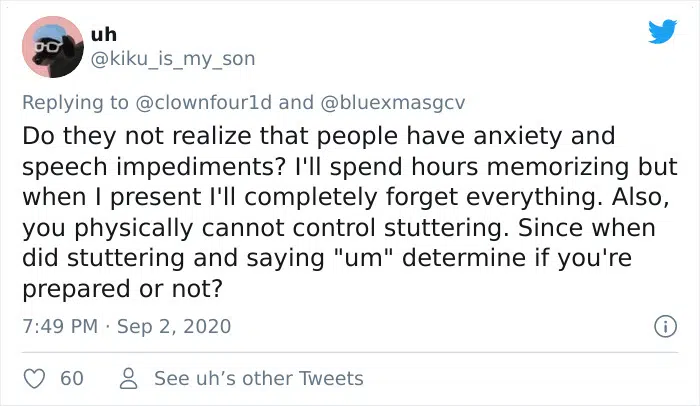 uh
@kiku_is_my_son
Replying to @clownfour1d and @bluexmasgcv
Do they not realize that people have anxiety and
speech impediments? I'll spend hours memorizing but
when I present I'll completely forget everything. Also,
you physically cannot control stuttering. Since when
did stuttering and saying "um" determine if you're
prepared or not?
7:49 PM · Sep 2, 2020
60 See uh’s other Tweets